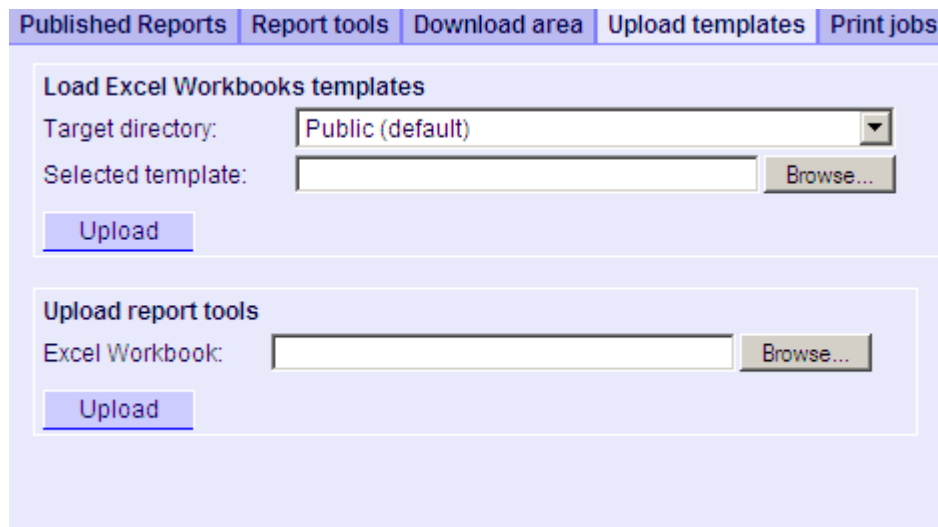 Published Reports Report tools Download area Upload templates Print jobs
Load Excel Workbooks templates
Target directory: Public (default)
Selected template: Browse...
Upload
Upload report tools
Excel Workbook: Browse...
Upload